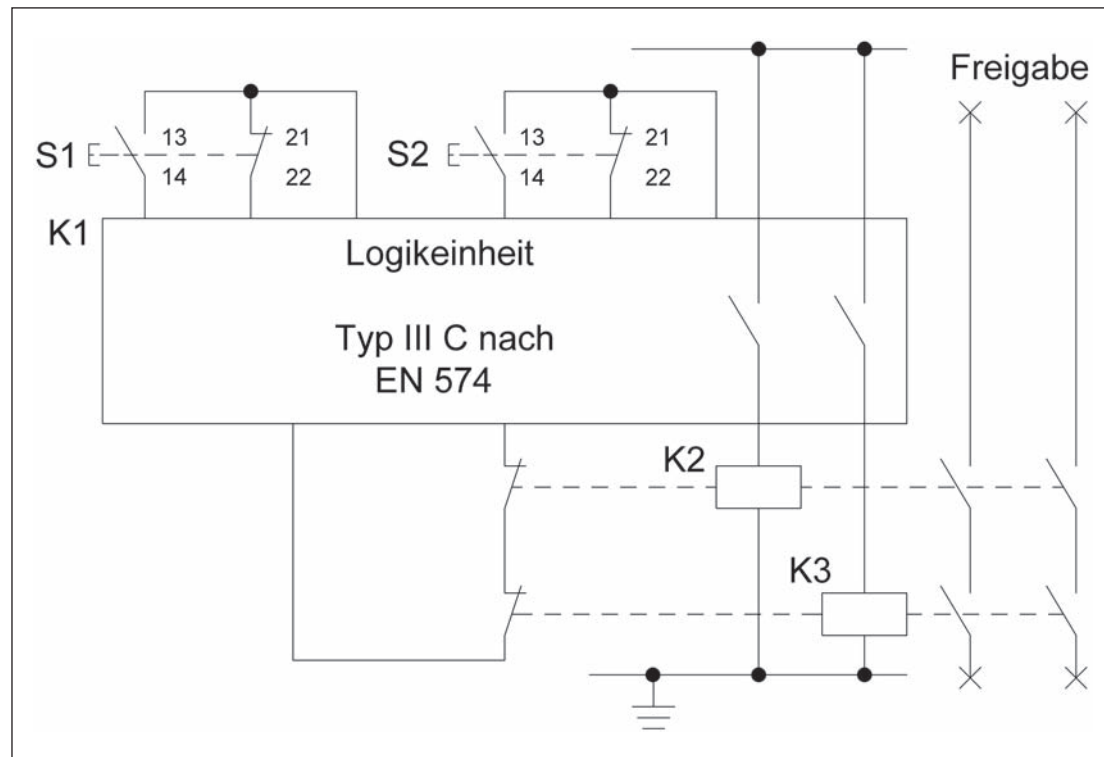 Freigabe
S1
13
14
21
22
S2
13
14
21
22
K1
Logikeinheit
Typ III C nach
EN 574
K2
K3